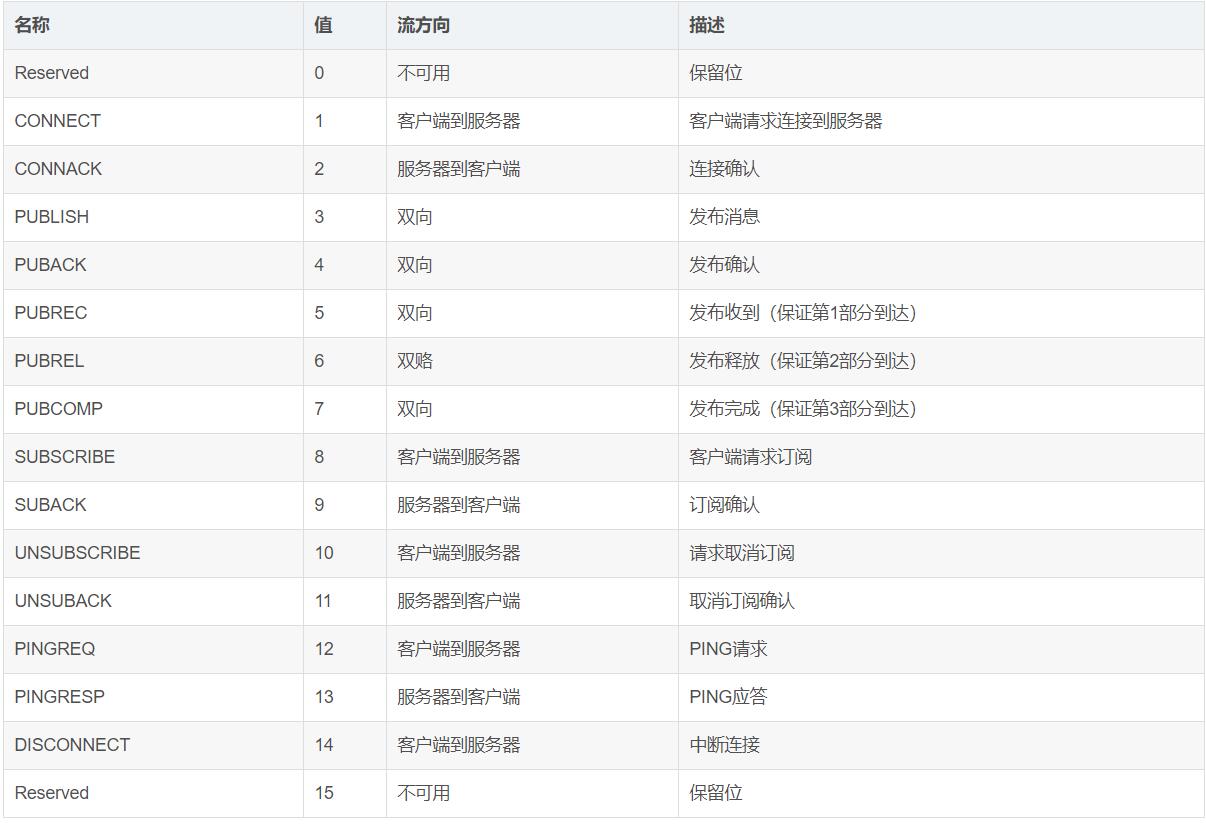 名称 值 流方向 描述
Reserved 0 不可用 保留位
CONNECT 1 客户端到服务器 客户端请求连接到服务器
CONNACK 2 服务器到客户端 连接确认
PUBLISH 3 双向 发布消息
PUBACK 4 双向 发布确认
PUBREC 5 双向 发布收到（保证第1部分到达）
PUBREL 6 双赂 发布释放（保证第2部分到达）
PUBCOMP 7 双向 发布完成（保证第3部分到达）
SUBSCRIBE 8 客户端到服务器 客户端请求订阅
SUBACK 9 服务器到客户端 订阅确认
UNSUBSCRIBE 10 客户端到服务器 请求取消订阅
UNSUBACK 11 服务器到客户端 取消订阅确认
PINGREQ 12 客户端到服务器 PING请求
PINGRESP 13 服务器到客户端 PING应答
DISCONNECT 14 客户端到服务器 中断连接
Reserved 15 不可用 保留位